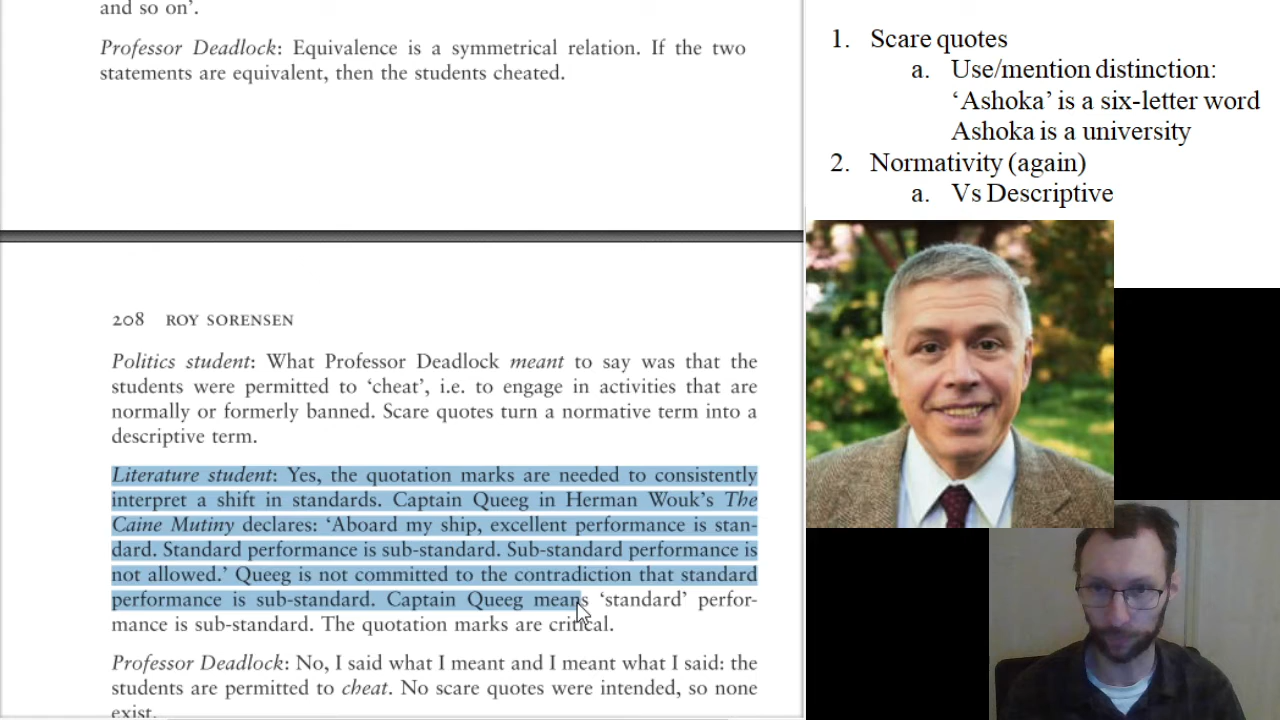 and so on’.
Professor Deadlock: Equivalence is a symmetrical relation. If the two
statements are equivalent, then the students cheated.
208 ROY SORENSEN
Politics student: What Professor Deadlock meant to say was that the
students were permitted to ‘cheat’, i.e. to engage in activities that are
normally or formerly banned. Scare quotes turn a normative term into a
descriptive term.
Literature student: Yes, the quotation marks are needed to consistently
interpret a shift in standards. Captain Queeg in Herman Wouk’s The
Caine Mutiny declares: ‘Aboard my ship, excellent performance is stan-
dard. Standard performance is sub-standard. Sub-standard performance is
not allowed.’ Queeg is not committed to the contradiction that standard
performance is sub-standard. Captain Queeg means ‘standard’ perfor-
mance is sub-standard. The quotation marks are critical.
Professor Deadlock: No, I said what I meant and I meant what I said: the
students are permitted to cheat. No scare quotes were intended, so none
exist.
1. Scare quotes
a. Use/mention distinction:
‘Ashoka’ is a six-letter word
Ashoka is a university
2. Normativity (again)
a. Vs Descriptive